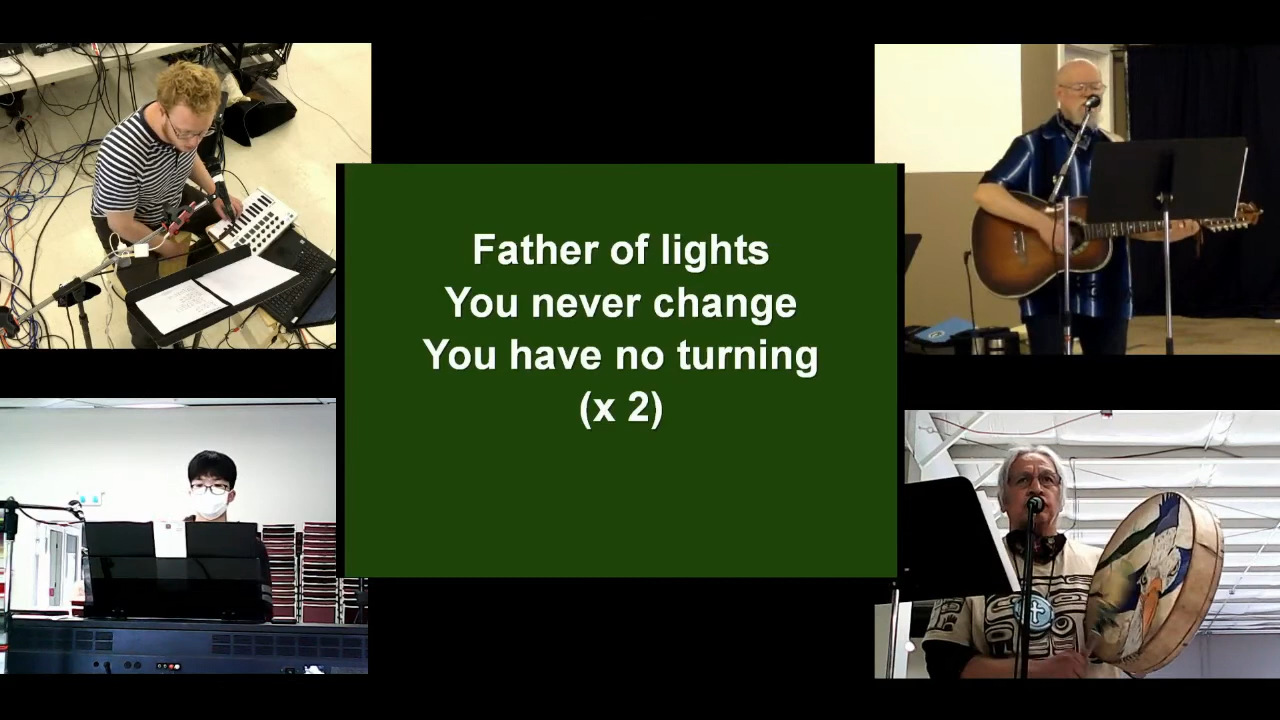 Father of lights
You never change
You have no turning
(x 2)